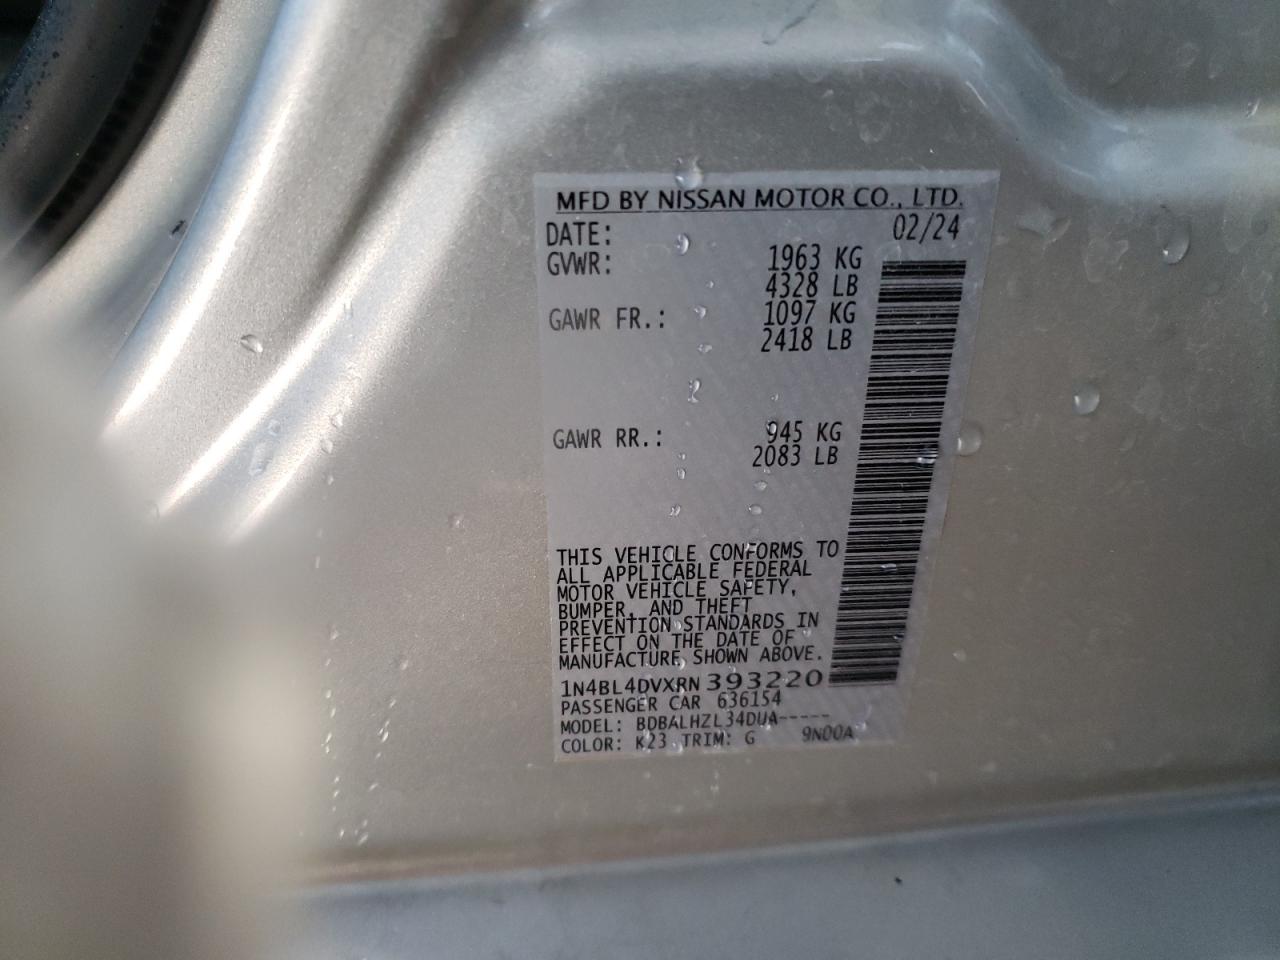 MFD BY NISSAN MOTOR CO., LTD.
DATE: 02/24
GVWR: 1963 KG
4328 LB
GAWR FR.: 1097 KG
2418 LB
GAWR RR.: 945 KG
2083 LB
THIS VEHICLE CONFORMS TO
ALL APPLICABLE FEDERAL
MOTOR VEHICLE SAFETY,
BUMPER, AND THEFT
PREVENTION STANDARDS IN
EFFECT ON THE DATE OF
MANUFACTURE SHOWN ABOVE.
1N4BL4DVXRN393220
PASSENGER CAR 636154
MODEL: BDBALHZL34DUA-----
COLOR: K23 TRIM: G 9N00A